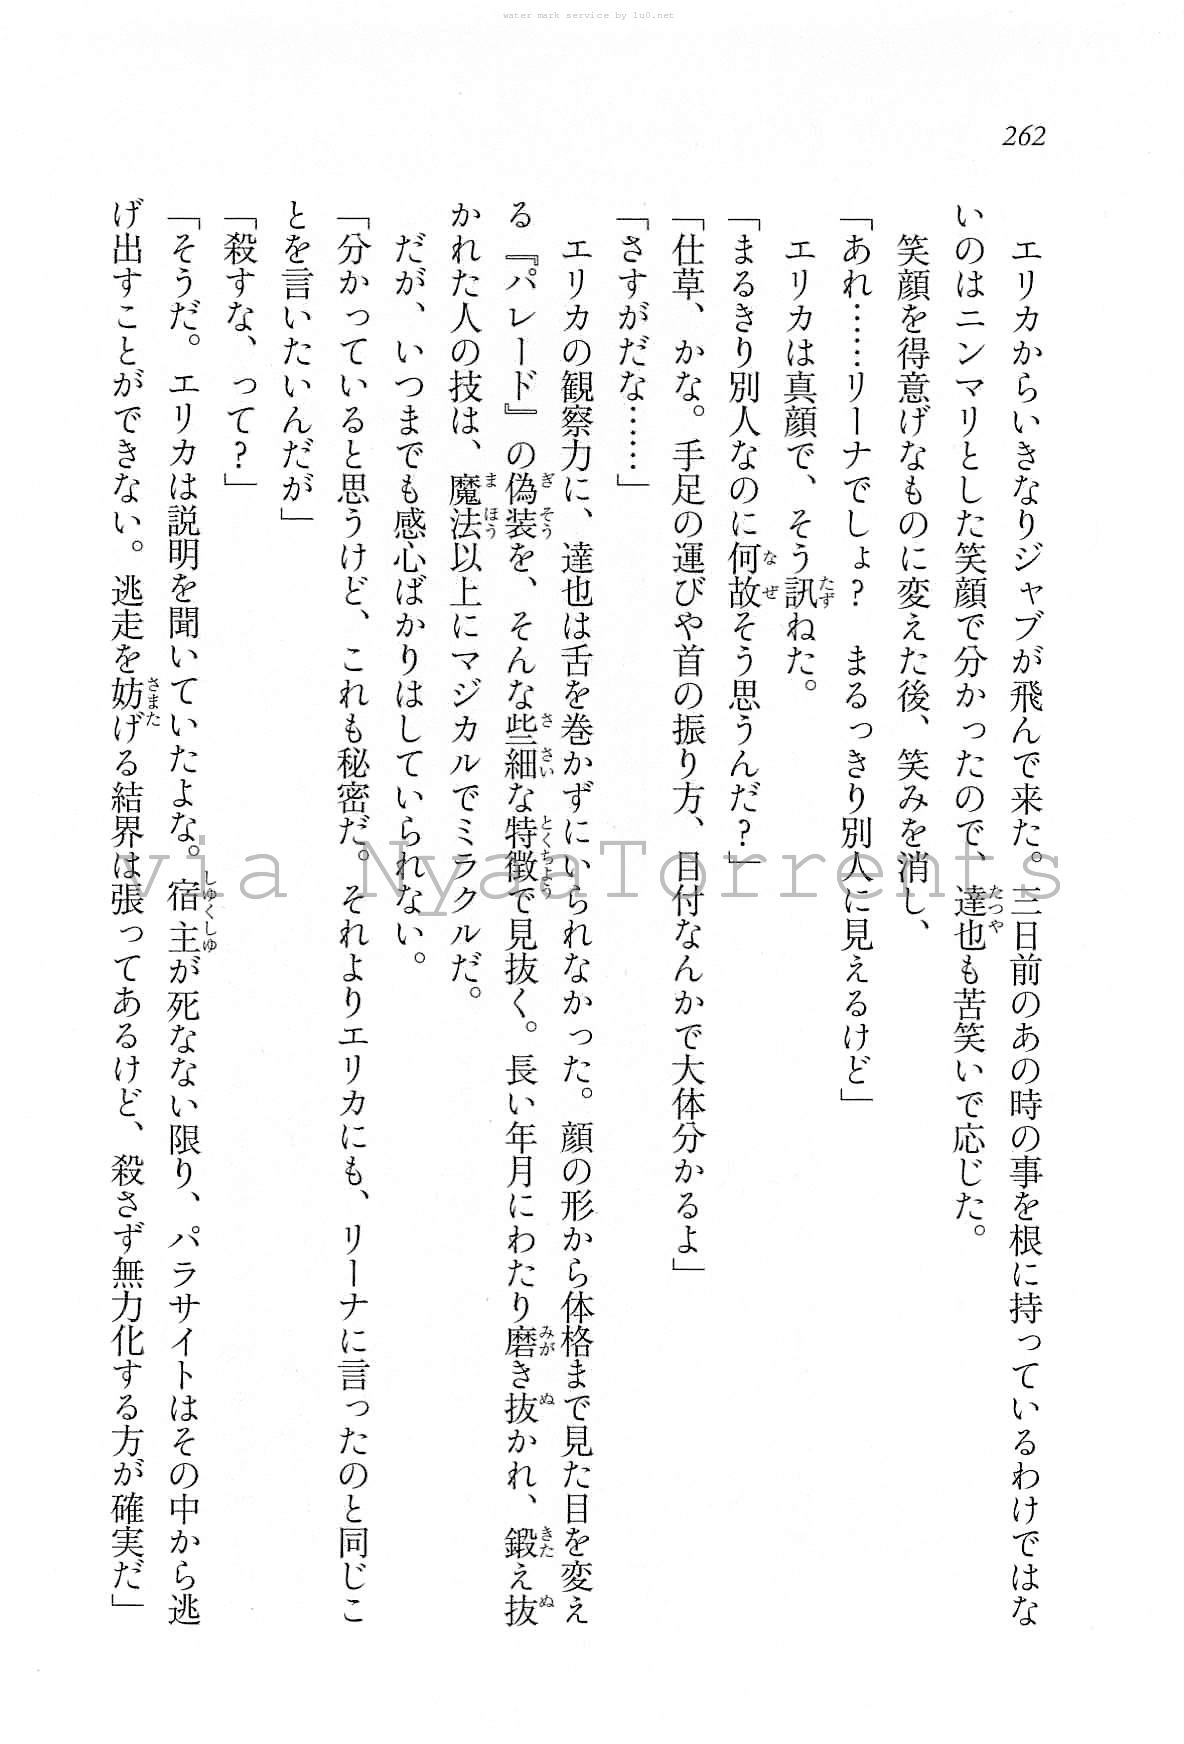 water mark service by lu0.net
262
　エリカからいきなりジャブが飛んで来た。三日前のあの時の事を根に持っているわけではな
いのはニンマリとした笑顔で分かったので、達也も苦笑いで応じた。
　笑顔を得意げなものに変えた後、笑みを消し、
「あれ……リーナでしょ？　まるっきり別人に見えるけど」
　エリカは真顔で、そう訊ねた。
「まるきり別人なのに何故そう思うんだ？」
「仕草、かな。手足の運びや首の振り方、目付なんかで大体分かるよ」
「さすがだな……」
　エリカの観察力に、達也は舌を巻かずにいられなかった。顔の形から体格まで見た目を変え
る『パレード』の偽装を、そんな些細な特徴で見抜く。長い年月にわたり磨き抜かれ、鍛え抜
かれた人の技は、魔法以上にマジカルでミラクルだ。
　だが、いつまでも感心ばかりはしていられない。
「分かっていると思うけど、これも秘密だ。それよりエリカにも、リーナに言ったのと同じこ
とを言いたいんだが」
「殺すな、って？」
「そうだ。エリカは説明を聞いていたよな。宿主が死なない限り、パラサイトはその中から逃
げ出すことができない。逃走を妨げる結界は張ってあるけど、殺さず無力化する方が確実だ」
via NyaaTorrents